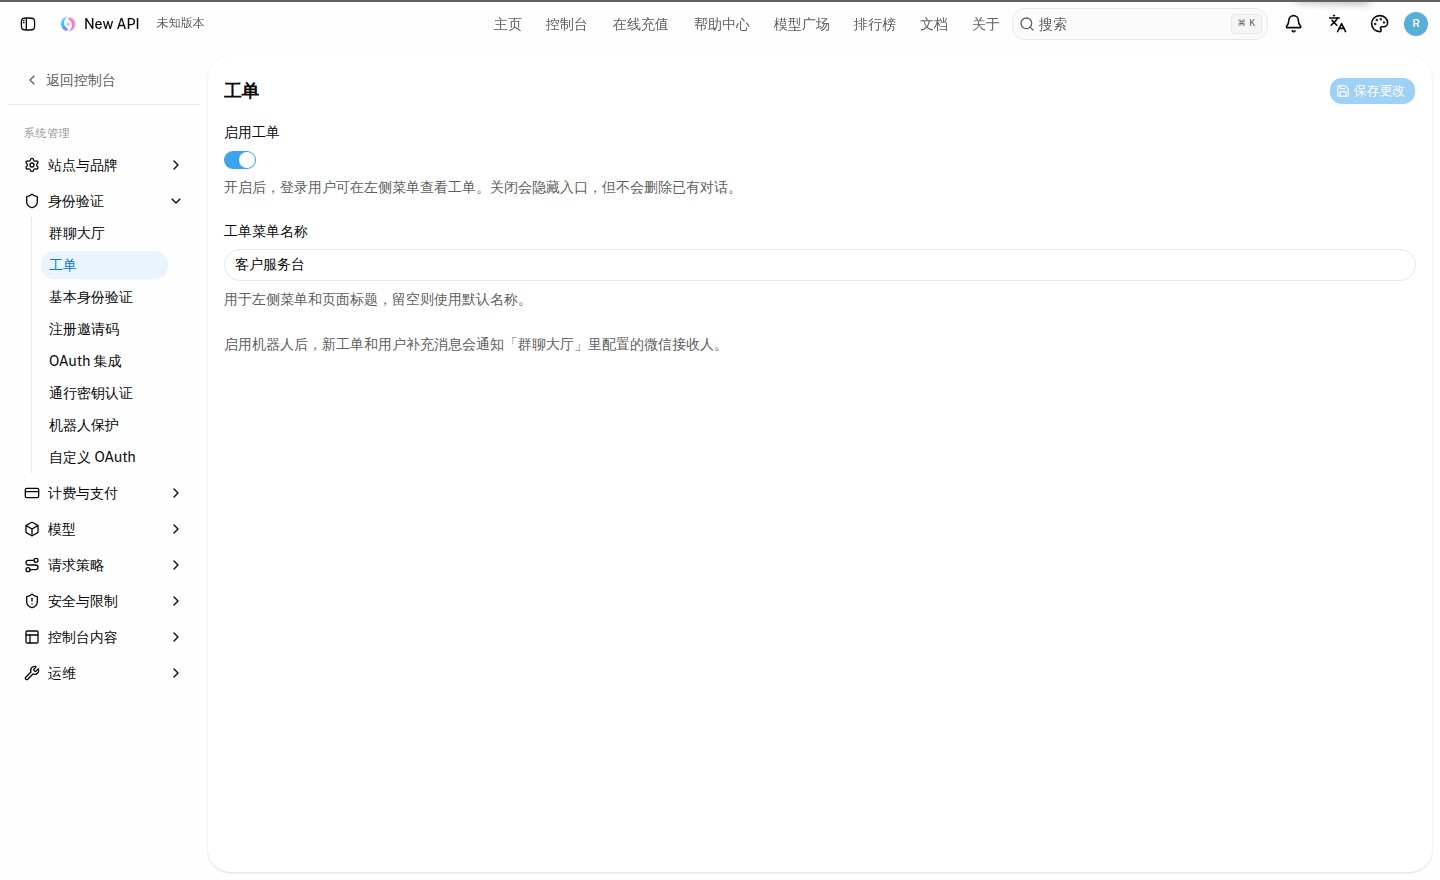 New API 未知版本 主页 控制台 在线充值 帮助中心 模型广场 排行榜 文档 关于 搜索 ⌘ K R
返回控制台
系统管理
站点与品牌
身份验证
群聊大厅
工单
基本身份验证
注册邀请码
OAuth 集成
通行密钥认证
机器人保护
自定义 OAuth
计费与支付
模型
请求策略
安全与限制
控制台内容
运维
工单
保存更改
启用工单
开启后，登录用户可在左侧菜单查看工单。关闭会隐藏入口，但不会删除已有对话。
工单菜单名称
客户服务台
用于左侧菜单和页面标题，留空则使用默认名称。
启用机器人后，新工单和用户补充消息会通知「群聊大厅」里配置的微信接收人。